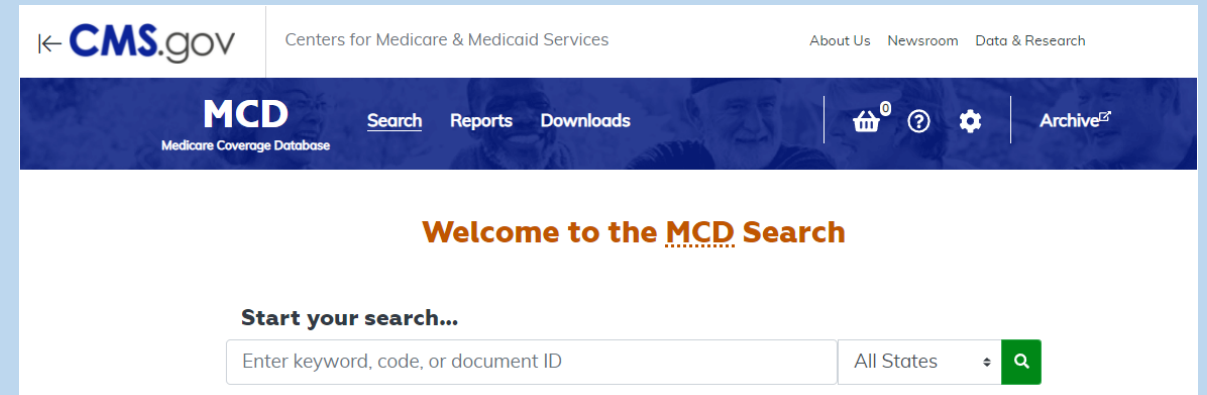 CMS.gov
Centers for Medicare & Medicaid Services
About Us Newsroom Data & Research
MCD
Medicare Coverage Database
Search Reports Downloads
0
Archive
Welcome to the MCD Search
Start your search...
Enter keyword, code, or document ID
All States